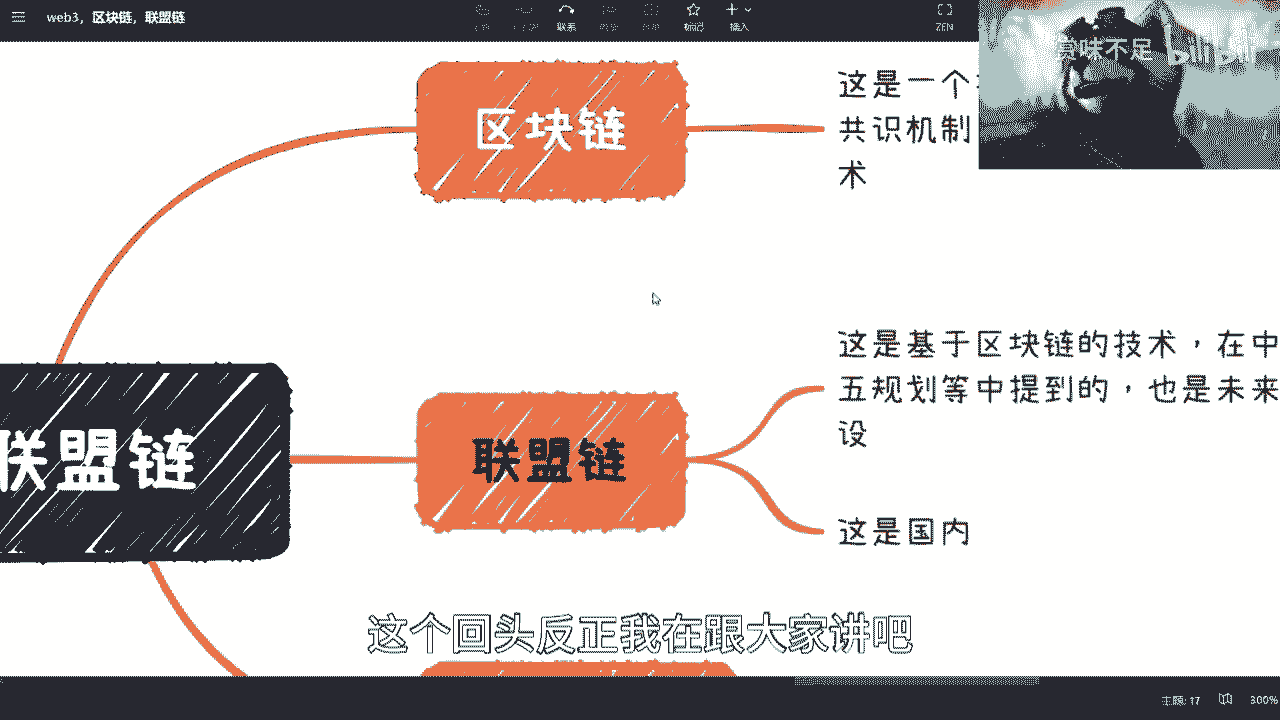 web3，区块链，联盟链
联系
标记
插入
ZEN
赏味不足
bilibili
区块链
这是一个
共识机制
术
联盟链
联盟链
这是基于区块链的技术，在中
五规划等中提到的，也是未来
设
这是国内
这个回头反正我在跟大家讲吧
主题: 17
300%